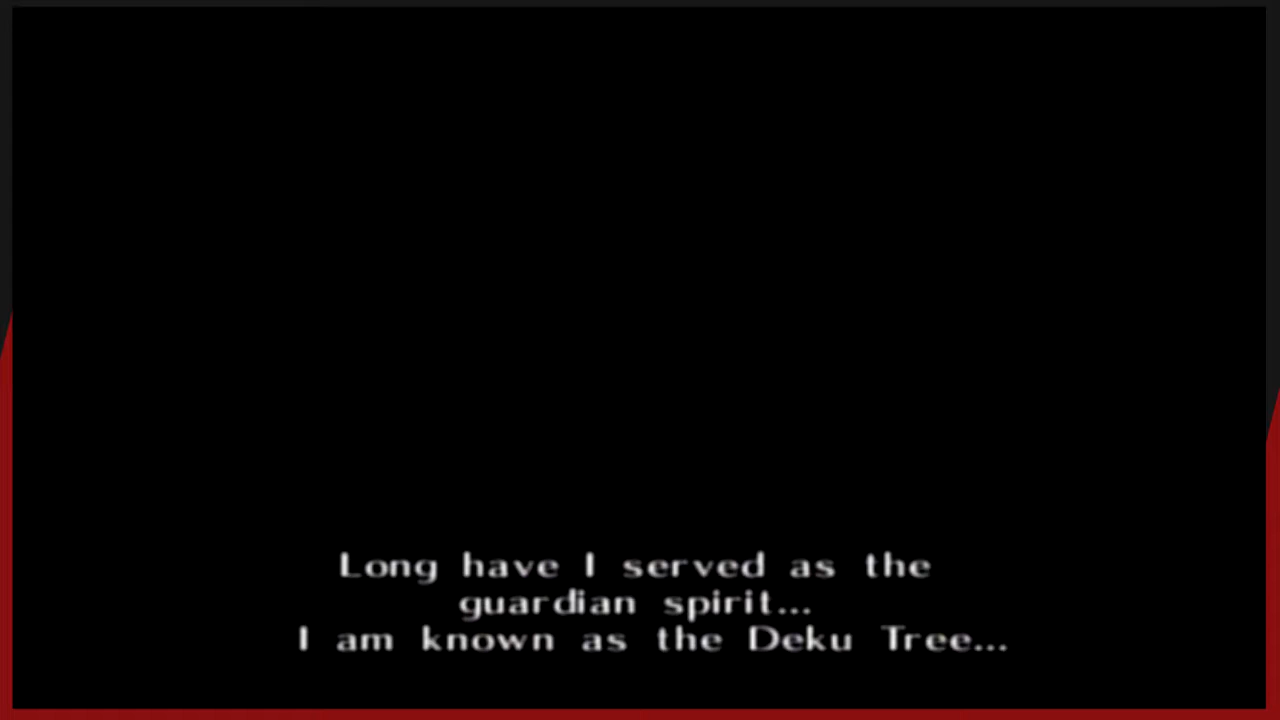 Long have I served as the
guardian spirit...
I am known as the Deku Tree...